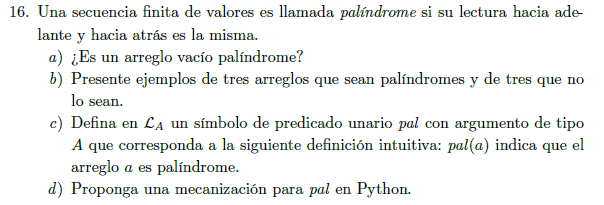 16. Una secuencia finita de valores es llamada palíndrome si su lectura hacia ade-
lante y hacia atrás es la misma.
a) ¿Es un arreglo vacío palíndrome?
b) Presente ejemplos de tres arreglos que sean palíndromes y de tres que no
lo sean.
c) Defina en 𝓛_A un símbolo de predicado unario pal con argumento de tipo
A que corresponda a la siguiente definición intuitiva: pal(a) indica que el
arreglo a es palíndrome.
d) Proponga una mecanización para pal en Python.